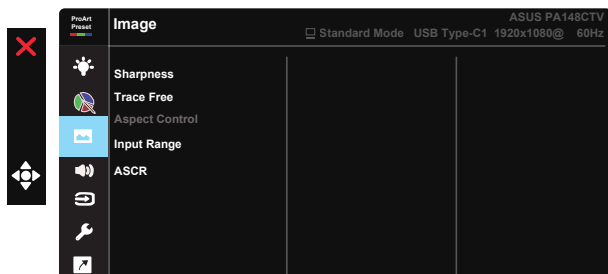 ProArt
Preset
Image
ASUS PA148CTV
Standard Mode USB Type-C1 1920x1080@ 60Hz
Sharpness
Trace Free
Aspect Control
Input Range
ASCR